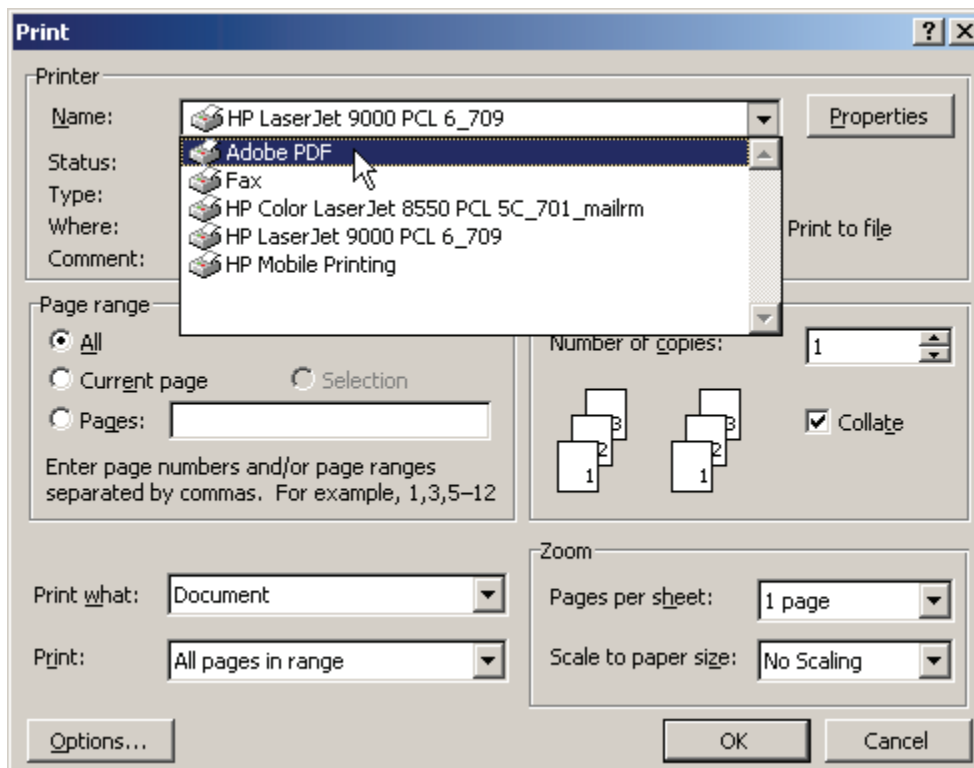 Print
Printer
Name: HP LaserJet 9000 PCL 6_709 Properties
Adobe PDF
Status:
Fax
Type:
HP Color LaserJet 8550 PCL 5C_701_mailrm
Where: Print to file
HP LaserJet 9000 PCL 6_709
Comment:
HP Mobile Printing
Page range
All
Number of copies: 1
Current page Selection
Pages:
Collate
3 3
2 2
1 1
Enter page numbers and/or page ranges
separated by commas. For example, 1,3,5–12
Zoom
Print what: Document
Pages per sheet: 1 page
Print: All pages in range
Scale to paper size: No Scaling
Options... OK Cancel